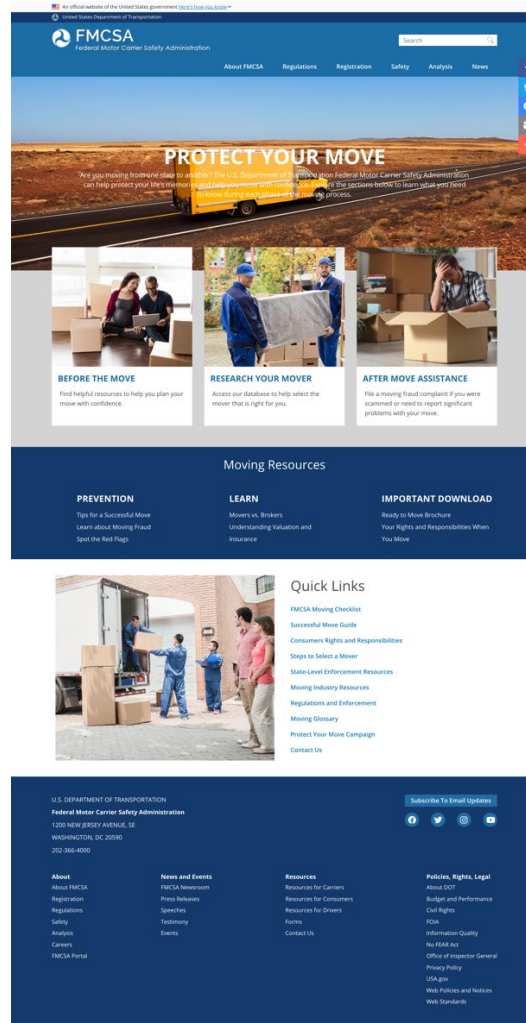 An official website of the United States government Here's how you know
United States Department of Transportation
FMCSA
Federal Motor Carrier Safety Administration
Search
About FMCSA Regulations Registration Safety Analysis News
PROTECT YOUR MOVE
Are you moving from one state to another? The U.S. Department of Transportation Federal Motor Carrier Safety Administration
can help protect your life's memories and help you move with confidence. Explore the sections below to learn what you need
to know during each phase of the moving process.
BEFORE THE MOVE
Find helpful resources to help you plan your
move with confidence.
RESEARCH YOUR MOVER
Access our database to help select the
mover that is right for you.
AFTER MOVE ASSISTANCE
File a moving fraud complaint if you were
scammed or need to report significant
problems with your move.
Moving Resources
PREVENTION
Tips for a Successful Move
Learn about Moving Fraud
Spot the Red Flags
LEARN
Movers vs. Brokers
Understanding Valuation and
Insurance
IMPORTANT DOWNLOAD
Ready to Move Brochure
Your Rights and Responsibilities When
You Move
Quick Links
FMCSA Moving Checklist
Successful Move Guide
Consumers Rights and Responsibilities
Steps to Select a Mover
State-Level Enforcement Resources
Moving Industry Resources
Regulations and Enforcement
Moving Glossary
Protect Your Move Campaign
Contact Us
U.S. DEPARTMENT OF TRANSPORTATION
Federal Motor Carrier Safety Administration
1200 NEW JERSEY AVENUE, SE
WASHINGTON, DC 20590
202-366-4000
Subscribe To Email Updates
About
About FMCSA
Registration
Regulations
Safety
Analysis
Careers
FMCSA Portal
News and Events
FMCSA Newsroom
Press Releases
Speeches
Testimony
Events
Resources
Resources for Carriers
Resources for Consumers
Resources for Drivers
Forms
Contact Us
Policies, Rights, Legal
About DOT
Budget and Performance
Civil Rights
FOIA
Information Quality
No FEAR Act
Office of Inspector General
Privacy Policy
USA.gov
Web Policies and Notices
Web Standards